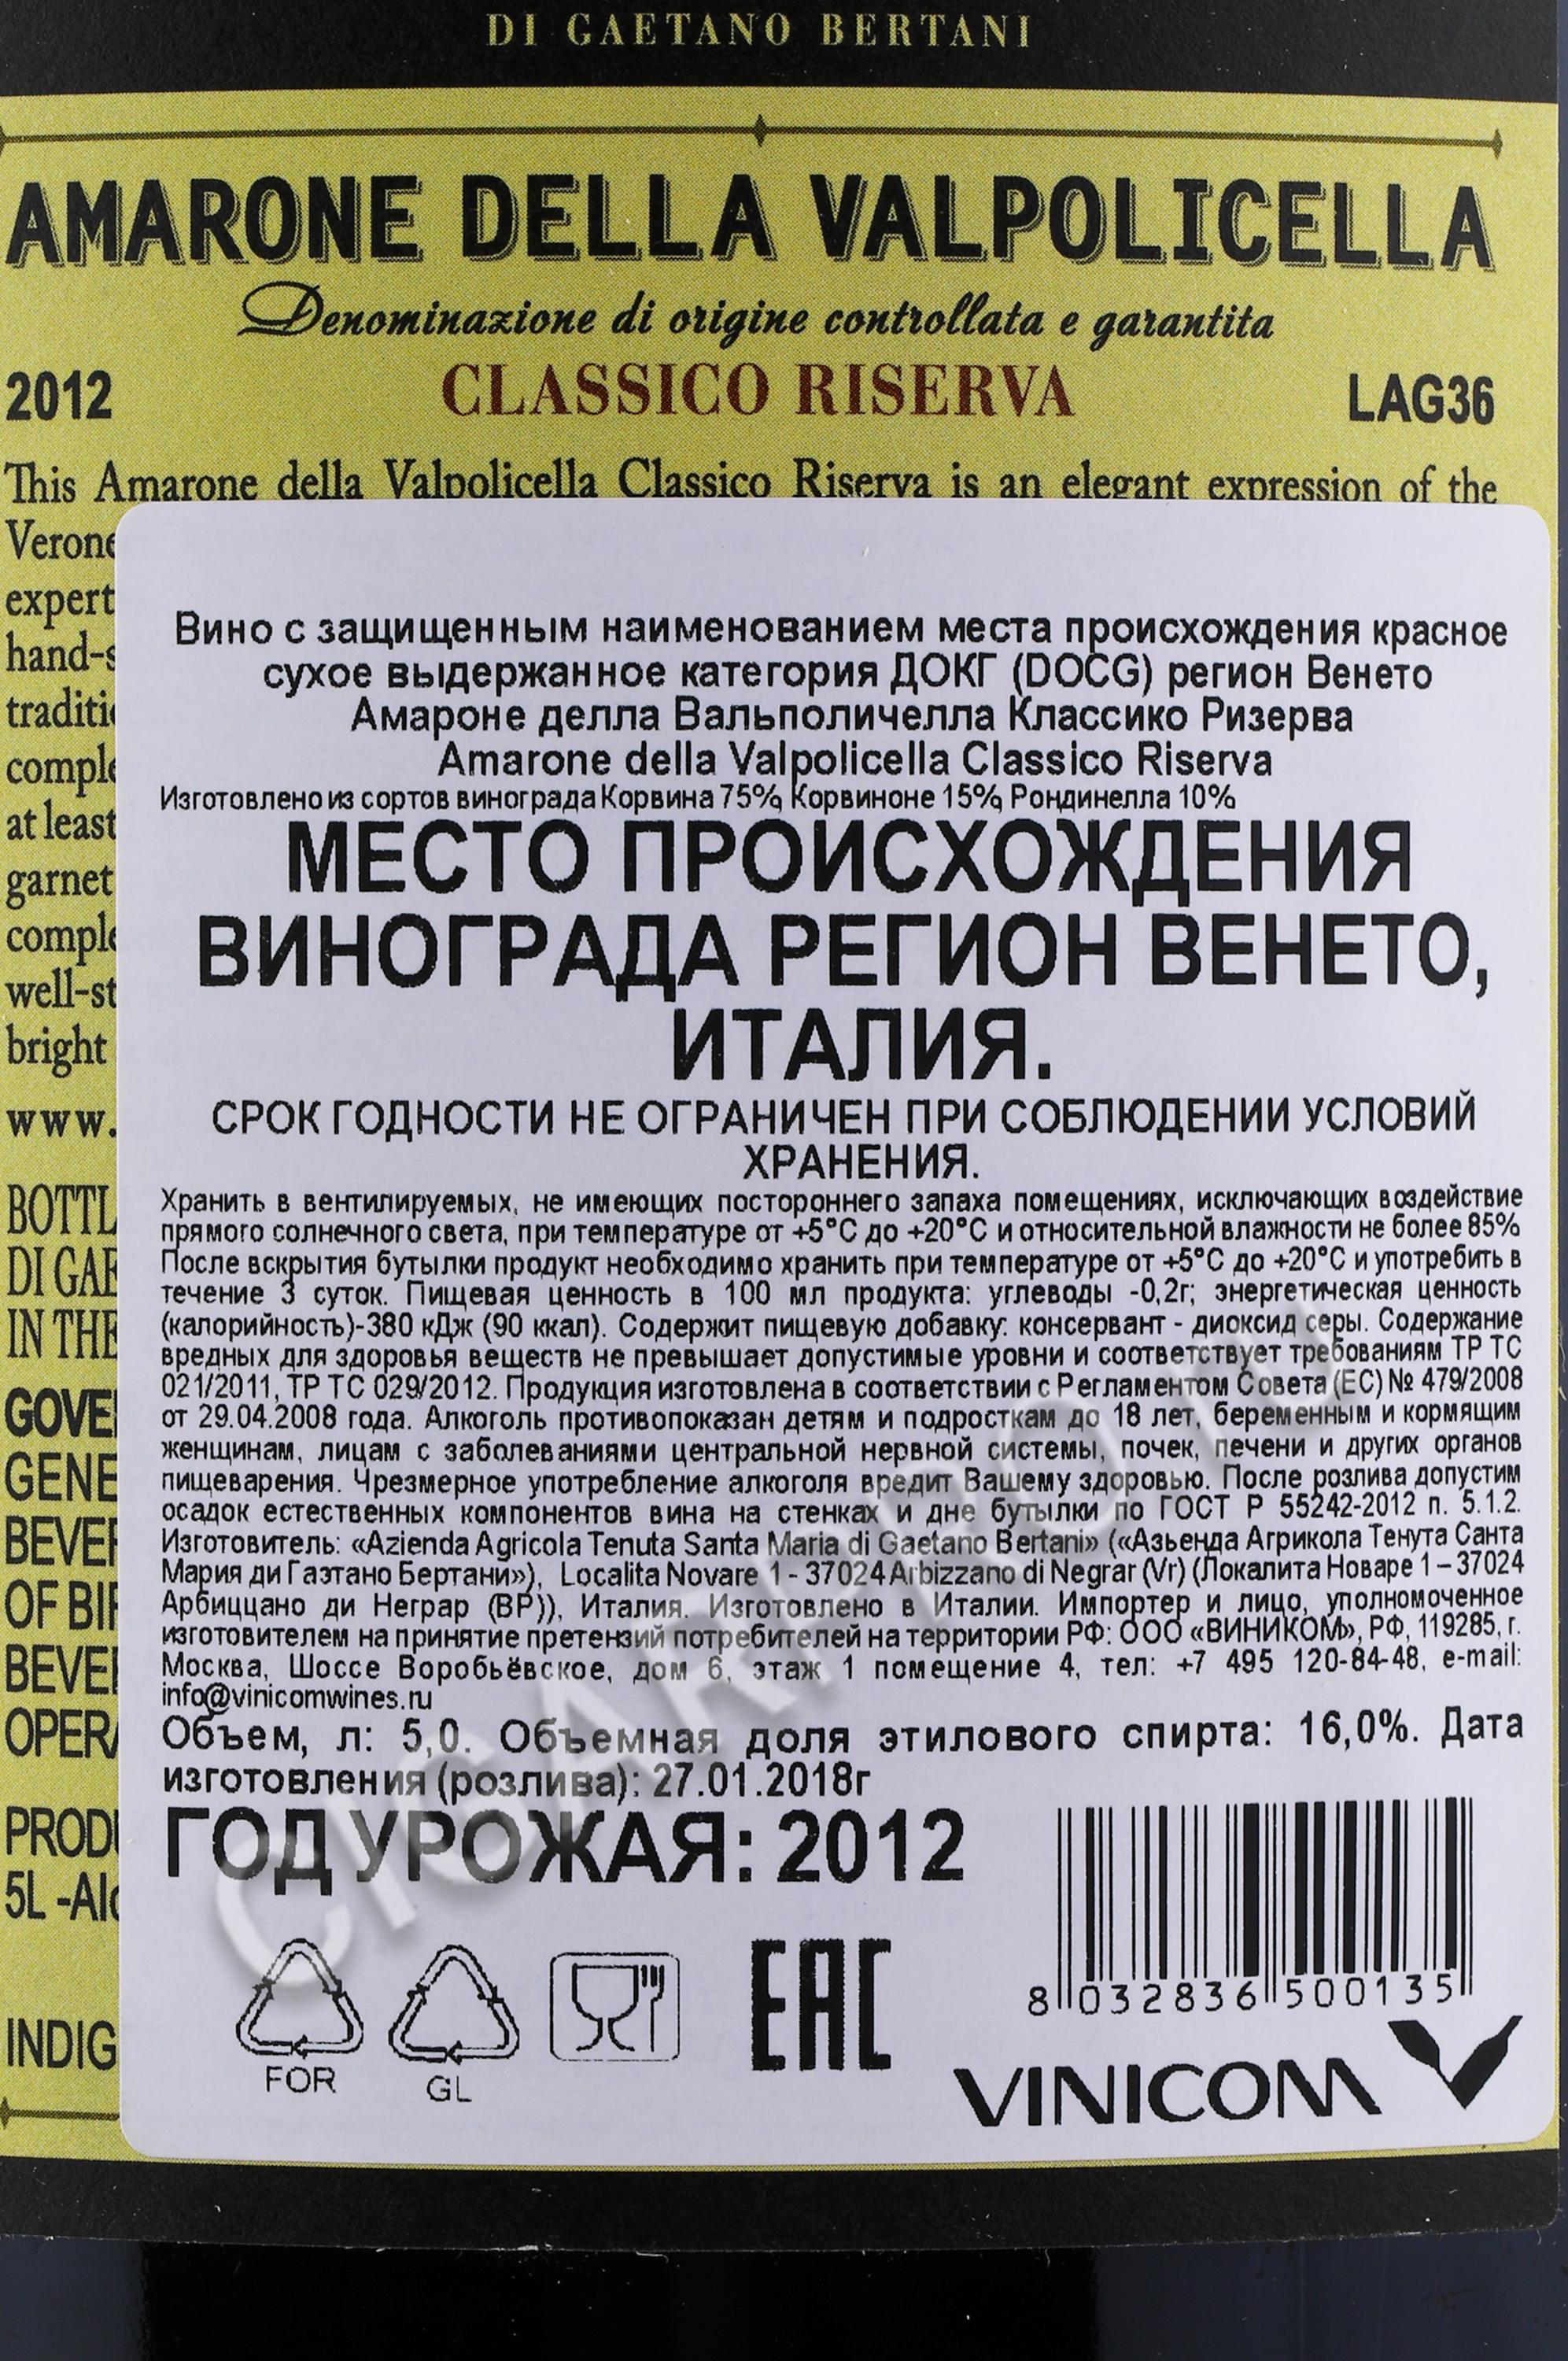 DI GAETANO BERTANI
AMARONE DELLA VALPOLICELLA
Denominazione di origine controllata e garantita
2012 CLASSICO RISERVA LAG36
This Amarone della Valpolicella Classico Riserva is an elegant expression of the
Verone
expert
hand-s
traditi
comple
at least
garnet
comple
well-st
bright
www.
BOTTL
DI GAE
IN THE
GOVE
GENE
BEVE
OF BI
BEVE
OPERA
PROD
5L -Alc
INDIG
Вино с защищенным наименованием места происхождения красное
сухое выдержанное категория ДОКГ (DOCG) регион Венето
Амароне делла Вальполичелла Классико Ризерва
Amarone della Valpolicella Classico Riserva
Изготовлено из сортов винограда Корвина 75%, Корвиноне 15%, Рондинелла 10%
МЕСТО ПРОИСХОЖДЕНИЯ
ВИНОГРАДА РЕГИОН ВЕНЕТО,
ИТАЛИЯ.
СРОК ГОДНОСТИ НЕ ОГРАНИЧЕН ПРИ СОБЛЮДЕНИИ УСЛОВИЙ
ХРАНЕНИЯ.
Хранить в вентилируемых, не имеющих постороннего запаха помещениях, исключающих воздействие
прямого солнечного света, при температуре от +5°С до +20°С и относительной влажности не более 85%
После вскрытия бутылки продукт необходимо хранить при температуре от +5°С до +20°С и употребить в
течение 3 суток. Пищевая ценность в 100 мл продукта: углеводы -0,2г; энергетическая ценность
(калорийность)-380 кДж (90 ккал). Содержит пищевую добавку: консервант - диоксид серы. Содержание
вредных для здоровья веществ не превышает допустимые уровни и соответствует требованиям ТР ТС
021/2011, ТР ТС 029/2012. Продукция изготовлена в соответствии с Регламентом Совета (ЕС) № 479/2008
от 29.04.2008 года. Алкоголь противопоказан детям и подросткам до 18 лет, беременным и кормящим
женщинам, лицам с заболеваниями центральной нервной системы, почек, печени и других органов
пищеварения. Чрезмерное употребление алкоголя вредит Вашему здоровью. После розлива допустим
осадок естественных компонентов вина на стенках и дне бутылки по ГОСТ Р 55242-2012 п. 5.1.2.
Изготовитель: «Azienda Agricola Tenuta Santa Maria di Gaetano Bertani» («Азьенда Агрикола Тенута Санта
Мария ди Гаэтано Бертани»), Localita Novare 1 - 37024 Arbizzano di Negrar (Vr) (Локалита Новаре 1 – 37024
Арбиццано ди Неграр (ВР)), Италия. Изготовлено в Италии. Импортер и лицо, уполномоченное
изготовителем на принятие претензий потребителей на территории РФ: ООО «ВИНИКОМ», РФ, 119285, г.
Москва, Шоссе Воробьёвское, дом 6, этаж 1 помещение 4, тел: +7 495 120-84-48, e-mail:
info@vinicomwines.ru
Объем, л: 5,0. Объемная доля этилового спирта: 16,0%. Дата
изготовления (розлива): 27.01.2018г
ГОД УРОЖАЯ: 2012
8 032836 500135
FOR
GL
EAC
VINICOM